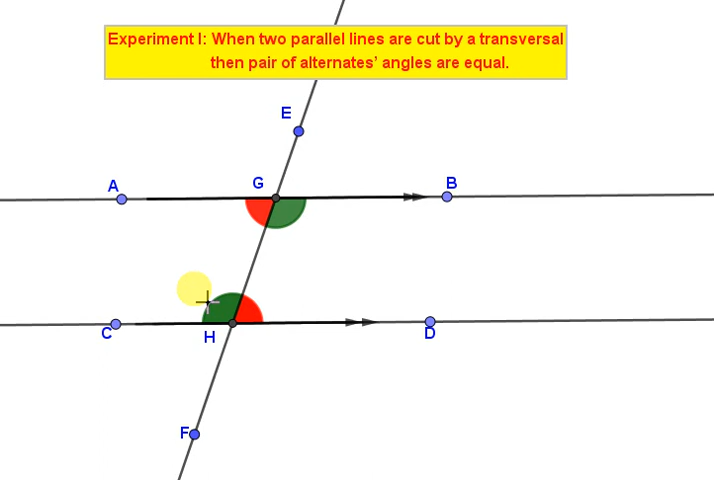 Experiment I: When two parallel lines are cut by a transversal
then pair of alternates’ angles are equal.
E
A
G
B
C
H
D
F